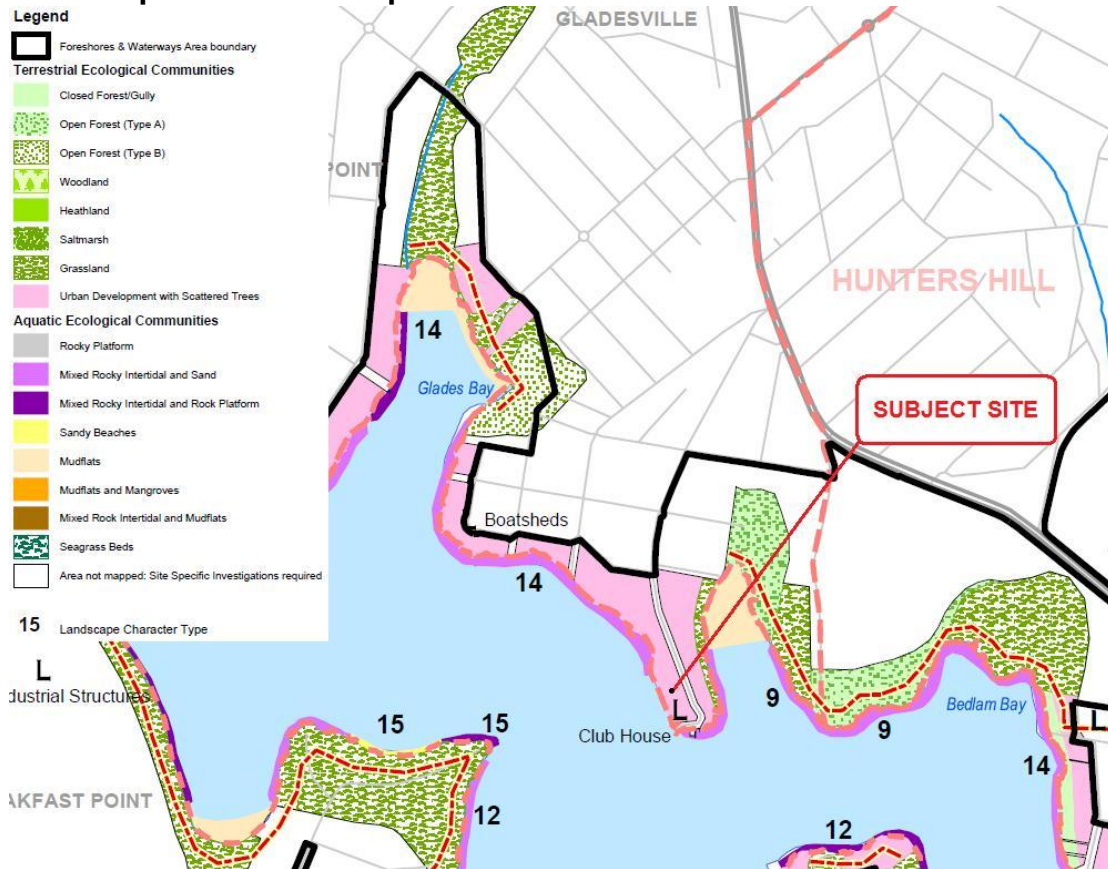 Legend
Foreshores & Waterways Area boundary
Terrestrial Ecological Communities
Closed Forest/Gully
Open Forest (Type A)
Open Forest (Type B)
Woodland
Heathland
Saltmarsh
Grassland
Urban Development with Scattered Trees
Aquatic Ecological Communities
Rocky Platform
Mixed Rocky Intertidal and Sand
Mixed Rocky Intertidal and Rock Platform
Sandy Beaches
Mudflats
Mudflats and Mangroves
Mixed Rock Intertidal and Mudflats
Seagrass Beds
Area not mapped: Site Specific Investigations required
15 Landscape Character Type
GLADESVILLE
POINT
HUNTERS HILL
14
Glades Bay
SUBJECT SITE
Boatsheds
14
L
dustrial Structures
L
Club House
9
9
Bedlam Bay
L
14
15
15
AKFAST POINT
12
12